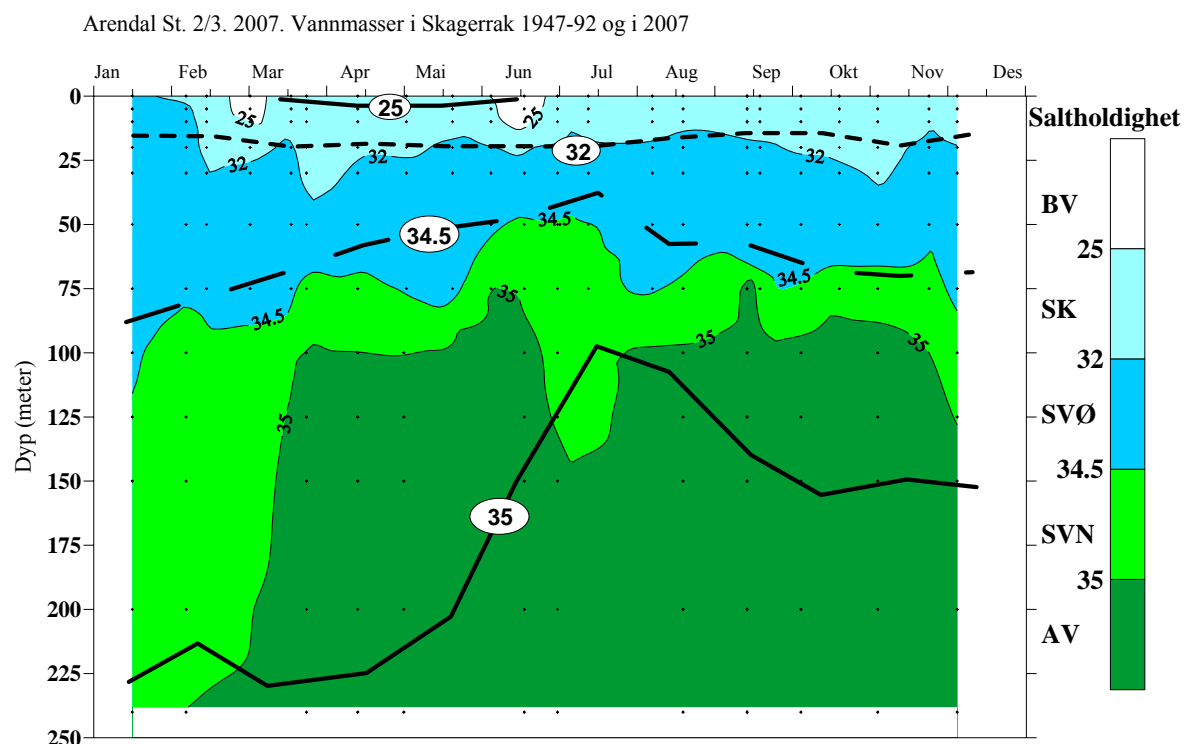 Arendal St. 2/3. 2007. Vannmasser i Skagerrak 1947-92 og i 2007
Jan Feb Mar Apr Mai Jun Jul Aug Sep Okt Nov Des
0
25
50
75
100
125
150
175
200
225
250
Dyp (meter)
25 25 25
32 32 32 32
34.5 34.5 34.5 34.5
35 35 35 35
35
Saltholdighet
BV
25
SK
32
SVØ
34.5
SVN
35
AV